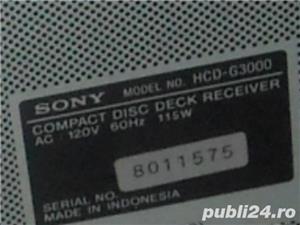 SONY MODEL NO. HCD-G3000
COMPACT DISC DECK RECEIVER
AC 120V 60Hz 115W
8011575
SERIAL NO.
MADE IN INDONESIA
publi24.ro